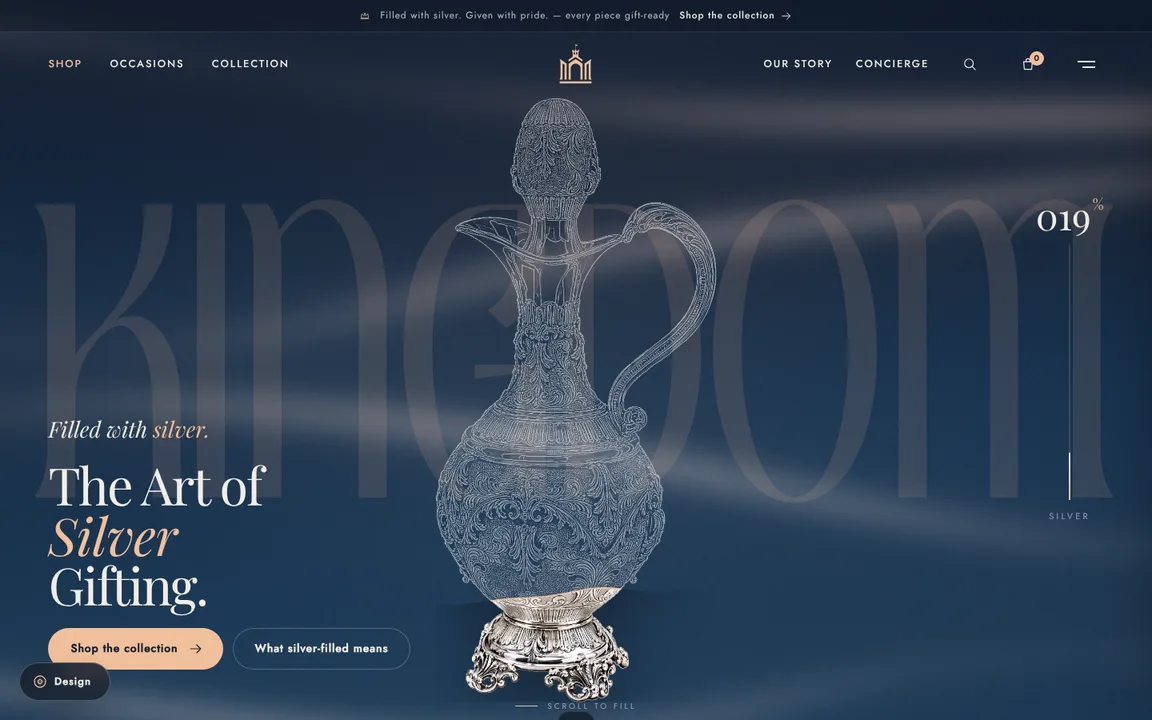 Filled with silver. Given with pride. — every piece gift-ready Shop the collection →
SHOP OCCASIONS COLLECTION
OUR STORY CONCIERGE 0
KINGDOM
019%
Filled with silver.
The Art of
Silver
Gifting.
SILVER
Shop the collection →
What silver-filled means
Design
SCROLL TO FILL